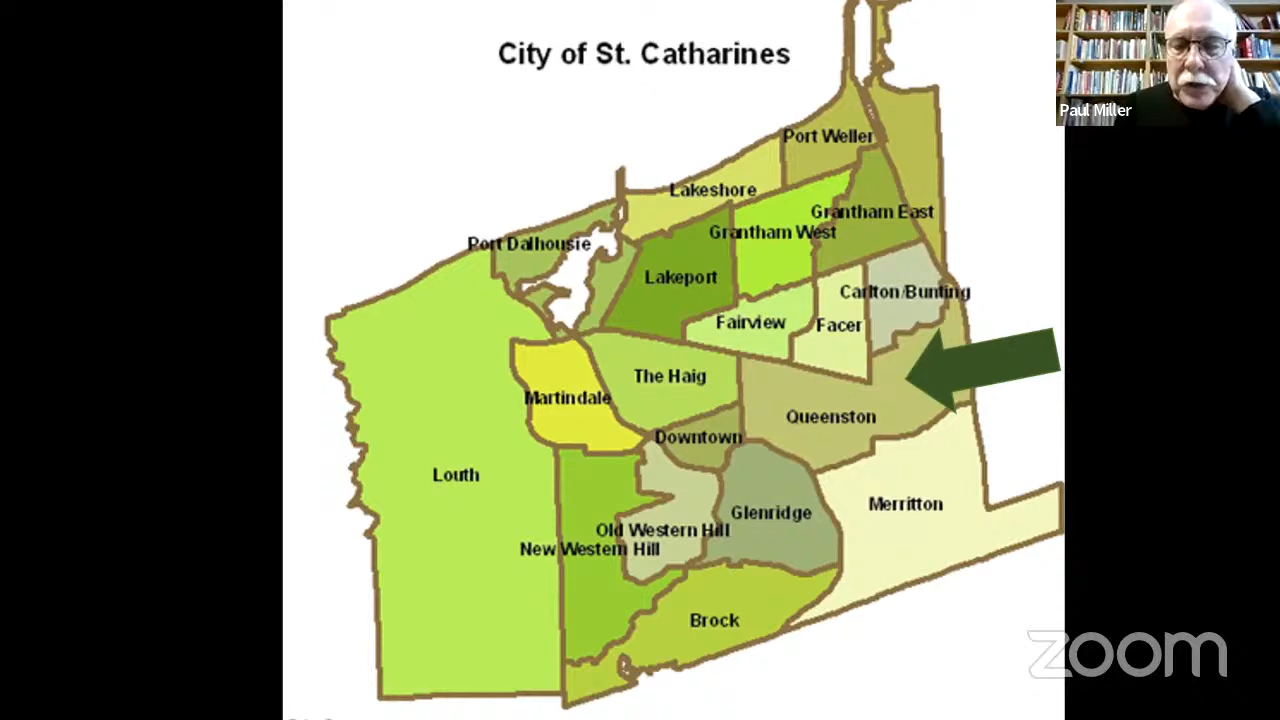 City of St. Catharines
Paul Miller
Port Weller
Lakeshore
Grantham East
Grantham West
Port Dalhousie
Lakeport
Carlton/Bunting
Fairview
Facer
The Haig
Martindale
Queenston
Downtown
Louth
Merritton
Glenridge
Old Western Hill
New Western Hill
Brock
zoom